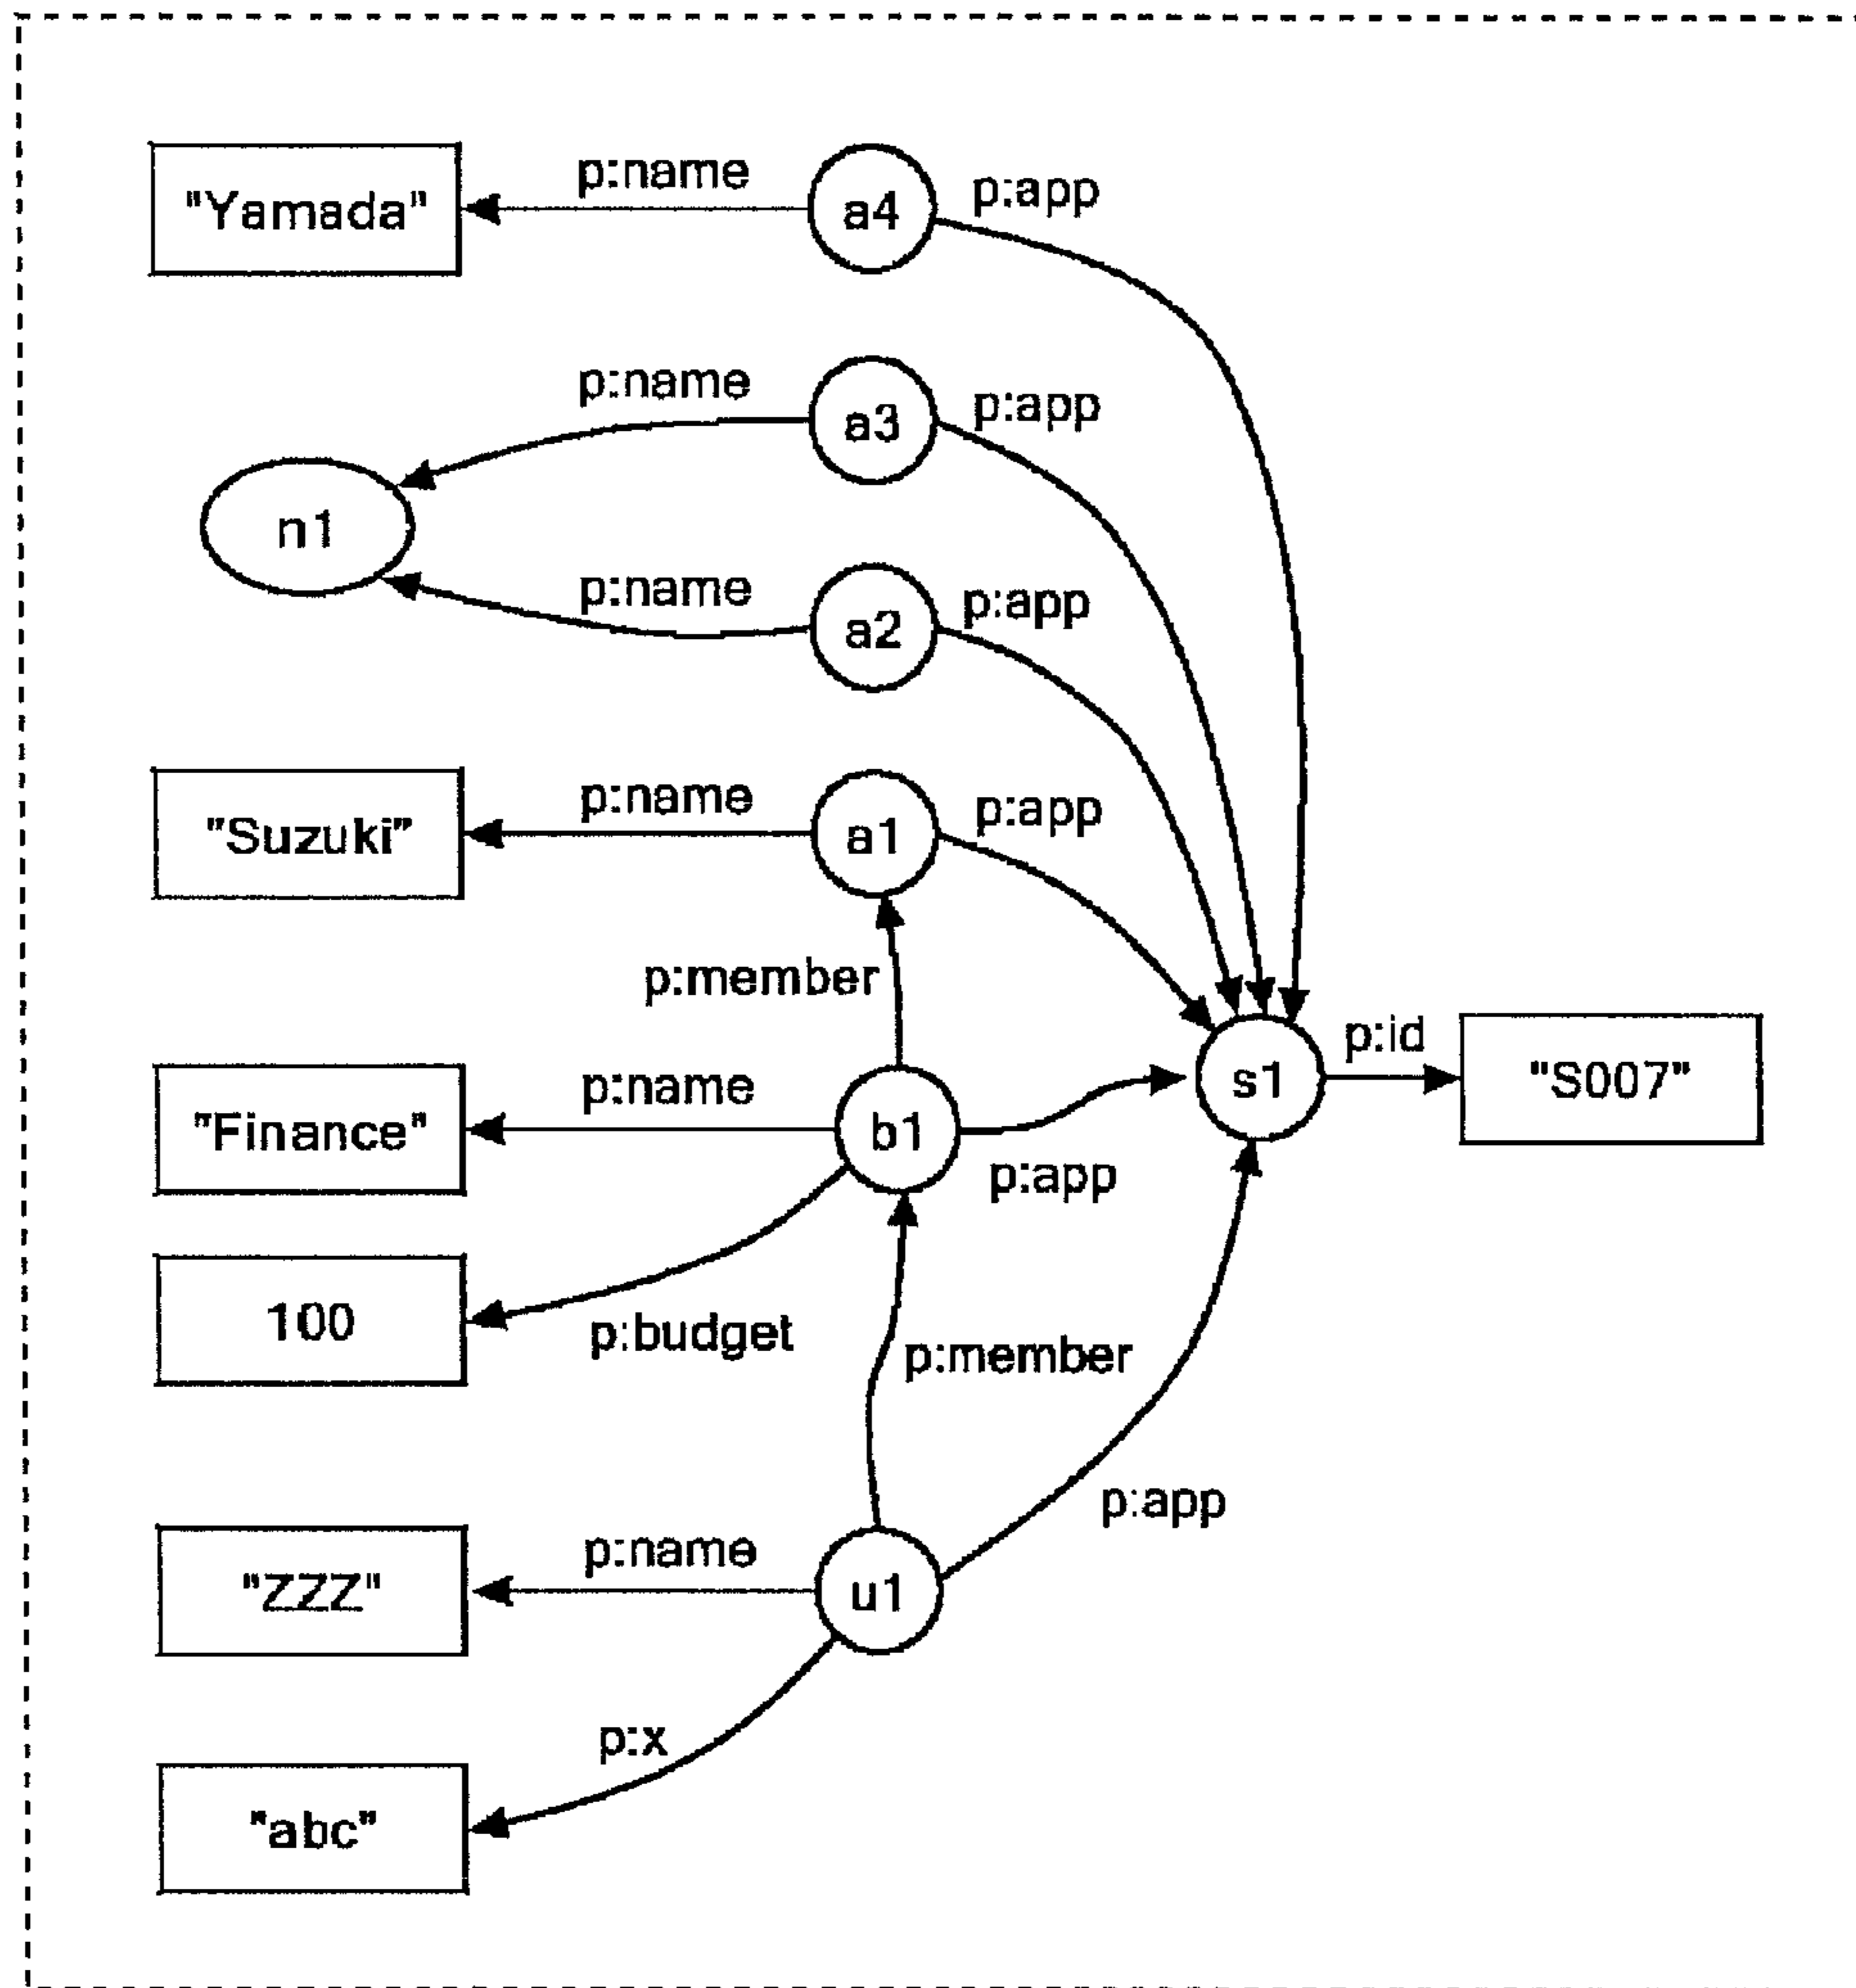 "Yamada"
p:name
a4
p:app
p:name
a3
p:app
n1
p:name
a2
p:app
"Suzuki"
p:name
a1
p:app
p:member
"Finance"
p:name
b1
p:app
s1
p:id
"S007"
100
p:budget
p:member
"ZZZ"
p:name
u1
p:app
p:x
"abc"